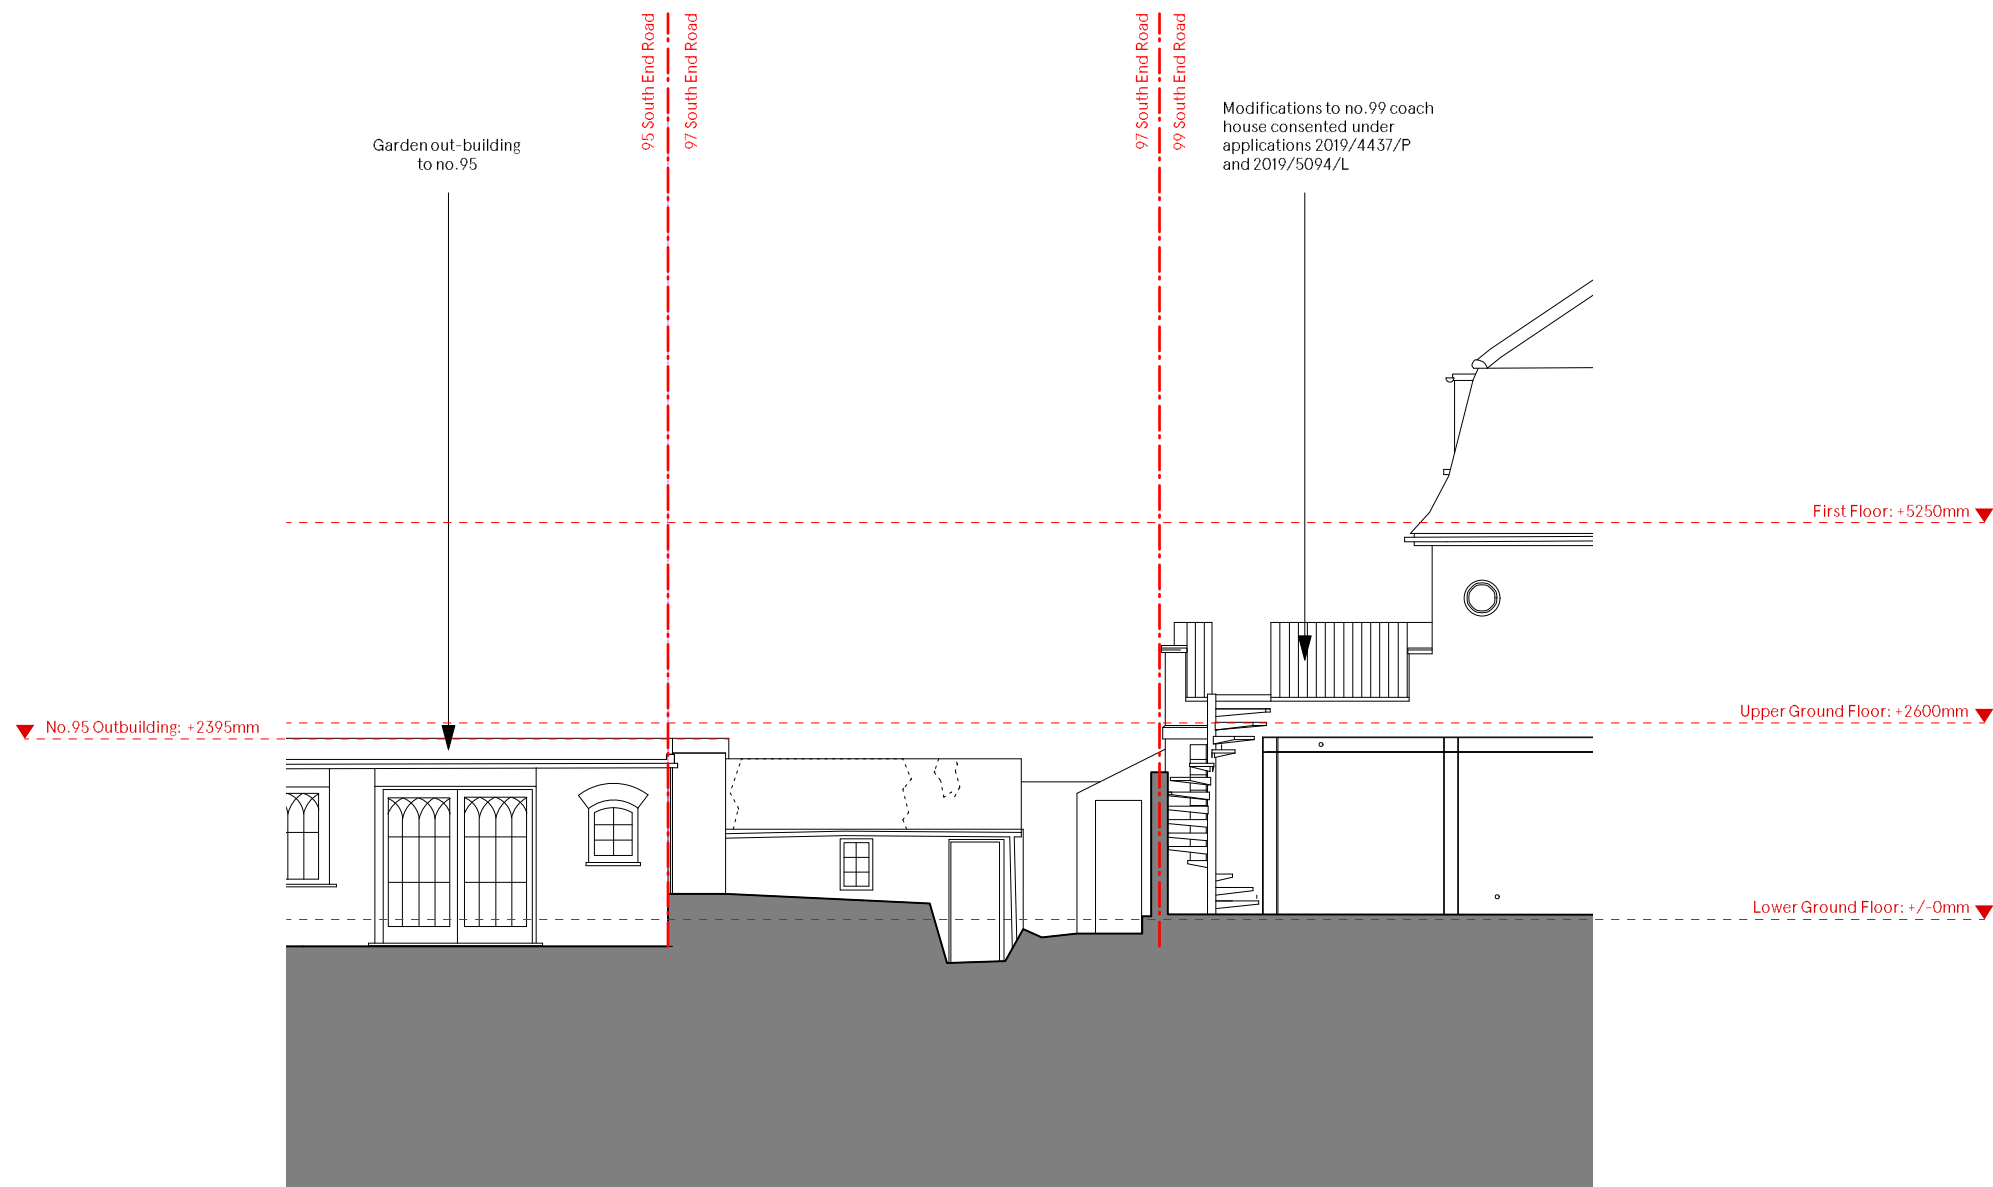 95 South End Road
97 South End Road
97 South End Road
99 South End Road
Garden out-building
to no.95
Modifications to no.99 coach
house consented under
applications 2019/4437/P
and 2019/5094/L
First Floor: +5250mm
Upper Ground Floor: +2600mm
No.95 Outbuilding: +2395mm
Lower Ground Floor: +/-0mm